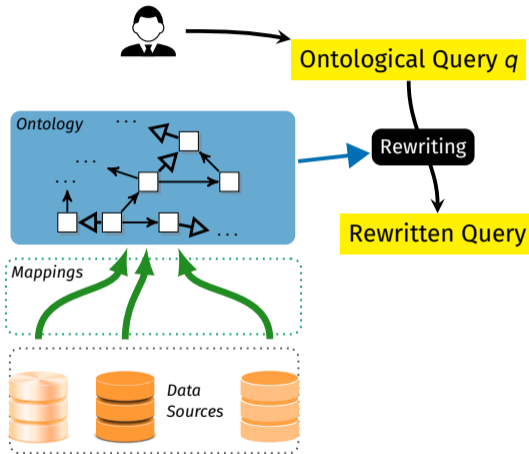 Ontological Query q
Ontology
...
...
...
...
Rewriting
Rewritten Query
Mappings
Data
Sources